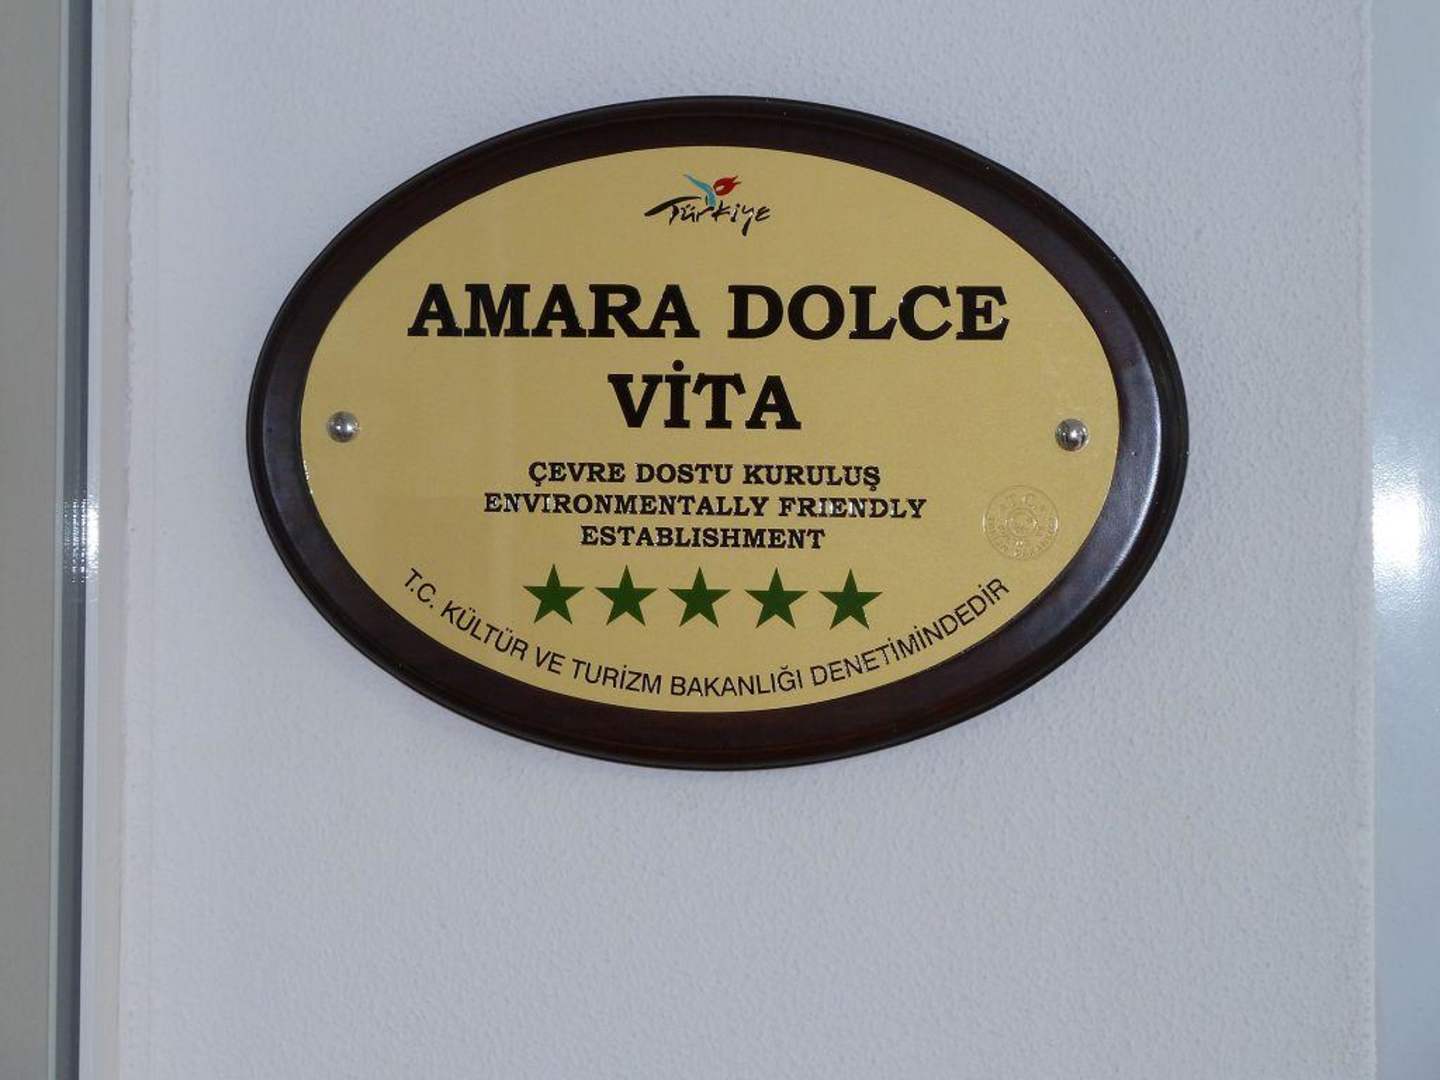 Türkiye
AMARA DOLCE
VİTA
ÇEVRE DOSTU KURULUŞ
ENVIRONMENTALLY FRIENDLY
ESTABLISHMENT
T.C. KÜLTÜR VE TURİZM BAKANLIĞI DENETİMİNDEDİR